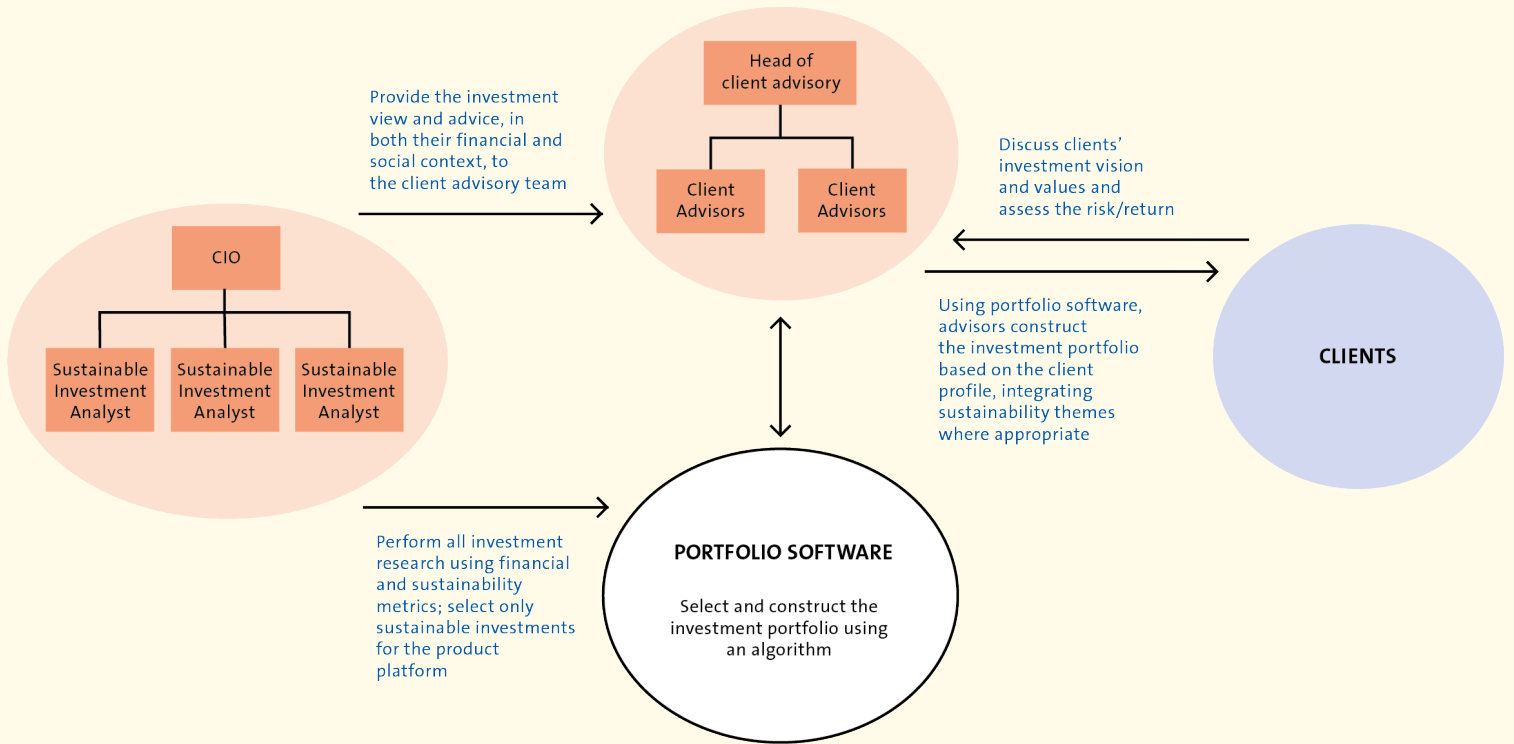 Head of
client advisory
Client
Advisors
Client
Advisors
Provide the investment
view and advice, in
both their financial and
social context, to
the client advisory team
Discuss clients’
investment vision
and values and
assess the risk/return
CIO
Sustainable
Investment
Analyst
Sustainable
Investment
Analyst
Sustainable
Investment
Analyst
Using portfolio software,
advisors construct
the investment portfolio
based on the client
profile, integrating
sustainability themes
where appropriate
CLIENTS
Perform all investment
research using financial
and sustainability
metrics; select only
sustainable investments
for the product
platform
PORTFOLIO SOFTWARE
Select and construct the
investment portfolio using
an algorithm